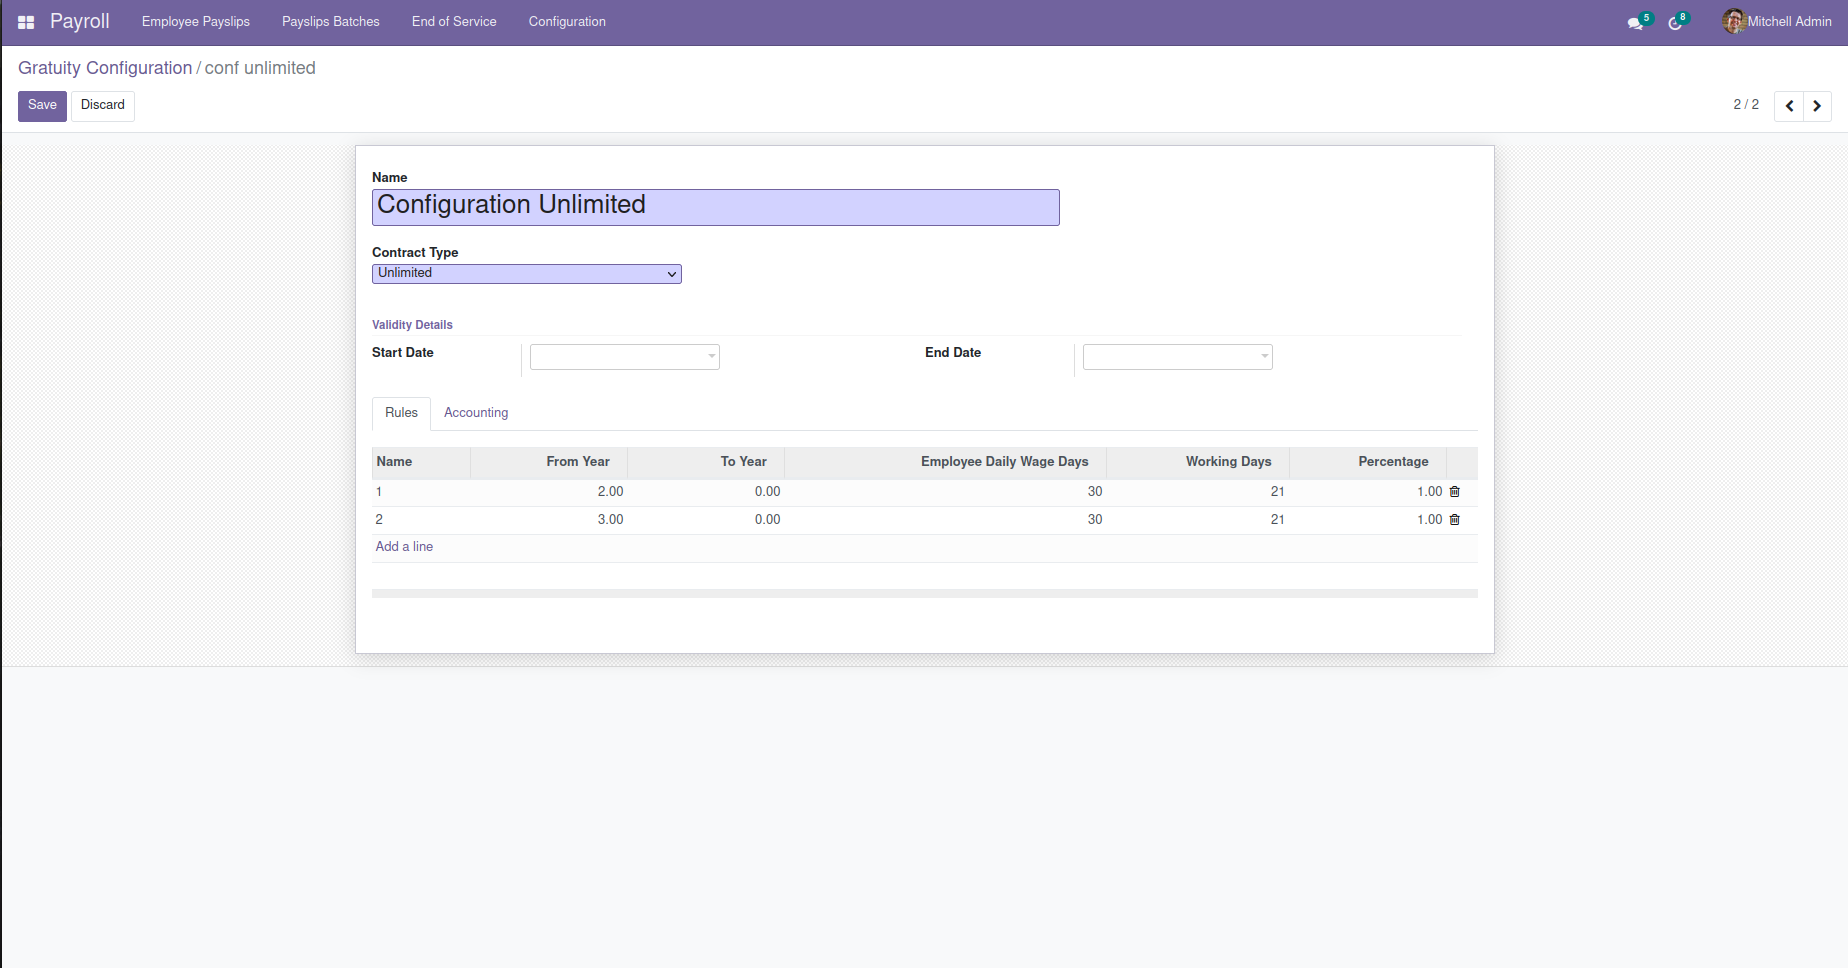 Payroll Employee Payslips Payslips Batches End of Service Configuration 5 8 Mitchell Admin
Gratuity Configuration / conf unlimited
Save Discard 2 / 2
Name
Configuration Unlimited
Contract Type
Unlimited
Validity Details
Start Date End Date
Rules Accounting
Name From Year To Year Employee Daily Wage Days Working Days Percentage
1 2.00 0.00 30 21 1.00
2 3.00 0.00 30 21 1.00
Add a line